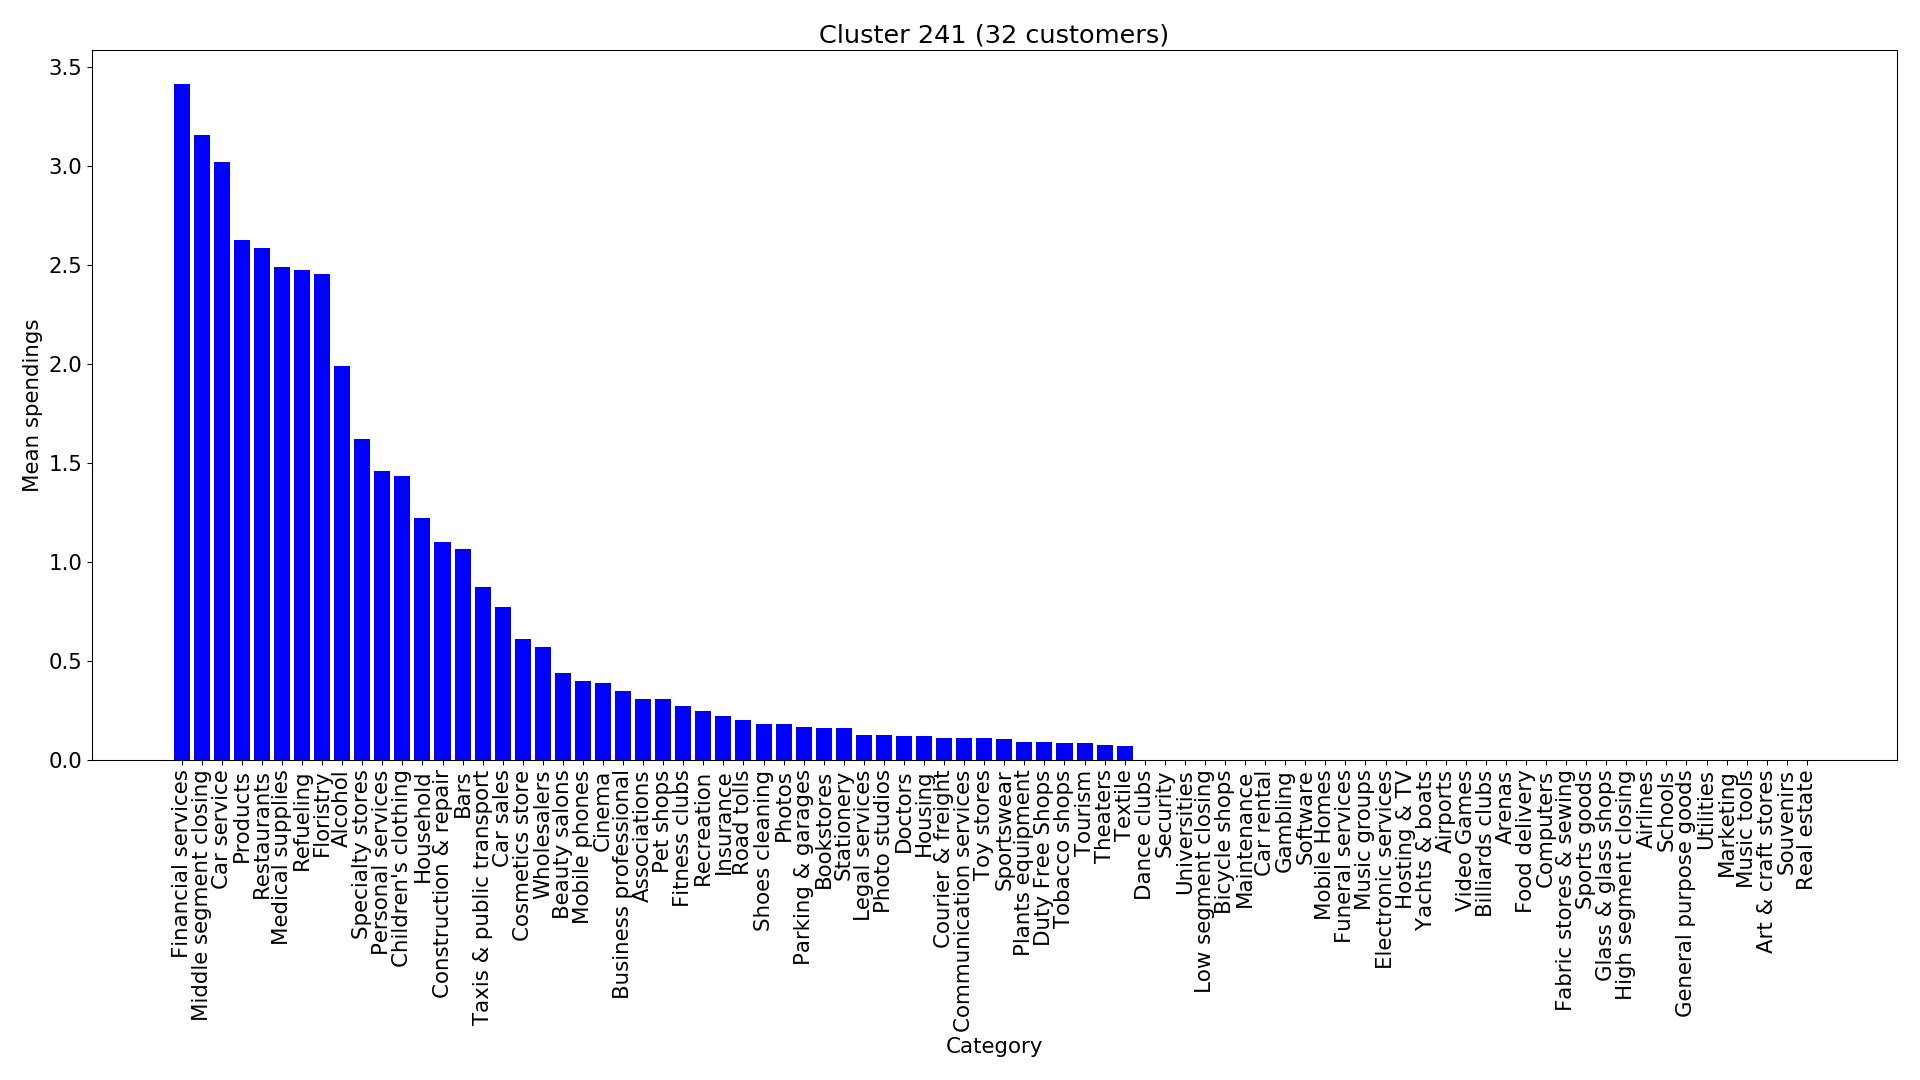 Cluster 241 (32 customers)
Mean spendings
3.5
3.0
2.5
2.0
1.5
1.0
0.5
0.0
Financial services
Middle segment closing
Car service
Products
Restaurants
Medical supplies
Refueling
Floristry
Alcohol
Specialty stores
Personal services
Children's clothing
Household
Construction & repair
Bars
Taxis & public transport
Car sales
Cosmetics store
Wholesalers
Beauty salons
Mobile phones
Cinema
Business professional
Associations
Pet shops
Fitness clubs
Recreation
Insurance
Road tolls
Shoes cleaning
Photos
Parking & garages
Bookstores
Stationery
Legal services
Photo studios
Doctors
Housing
Courier & freight
Communication services
Toy stores
Sportswear
Plants equipment
Duty Free Shops
Tobacco shops
Tourism
Theaters
Textile
Dance clubs
Security
Universities
Low segment closing
Bicycle shops
Maintenance
Car rental
Gambling
Software
Mobile Homes
Funeral services
Music groups
Electronic services
Hosting & TV
Yachts & boats
Airports
Video Games
Billiards clubs
Arenas
Food delivery
Computers
Fabric stores & sewing
Sports goods
Glass & glass shops
High segment closing
Airlines
Schools
General purpose goods
Utilities
Marketing
Music tools
Art & craft stores
Souvenirs
Real estate
Category